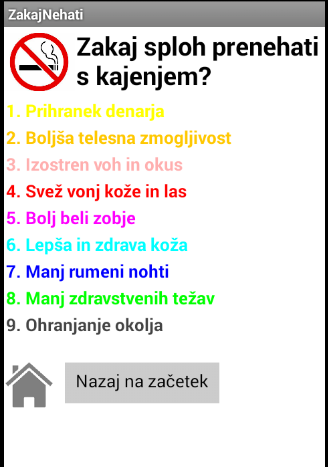 ZakajNehati
Zakaj sploh prenehati
s kajenjem?
1. Prihranek denarja
2. Boljša telesna zmogljivost
3. Izostren voh in okus
4. Svež vonj kože in las
5. Bolj beli zobje
6. Lepša in zdrava koža
7. Manj rumeni nohti
8. Manj zdravstvenih težav
9. Ohranjanje okolja
Nazaj na začetek